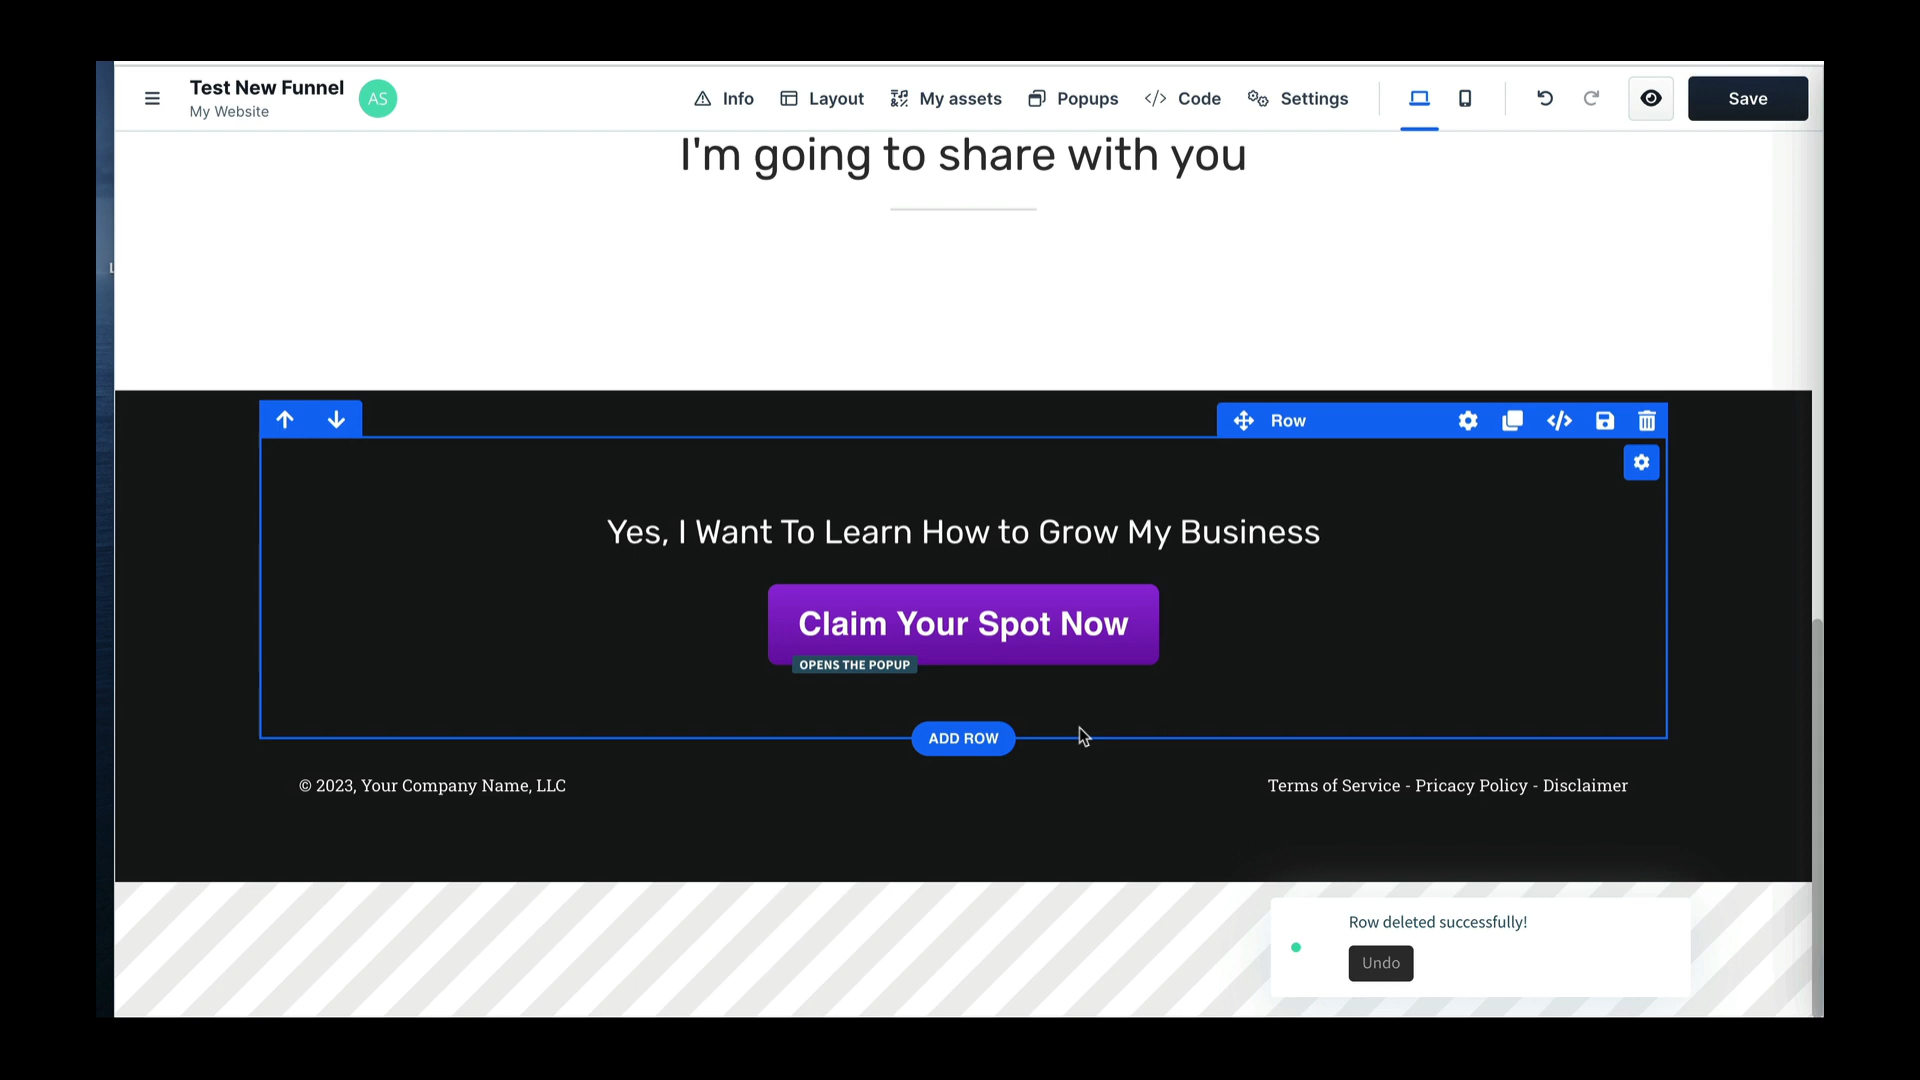 Test New Funnel
My Website
AS
Info
Layout
My assets
Popups
Code
Settings
Save
I'm going to share with you
L
Row
Yes, I Want To Learn How to Grow My Business
Claim Your Spot Now
OPENS THE POPUP
ADD ROW
© 2023, Your Company Name, LLC
Terms of Service - Pricacy Policy - Disclaimer
Row deleted successfully!
Undo